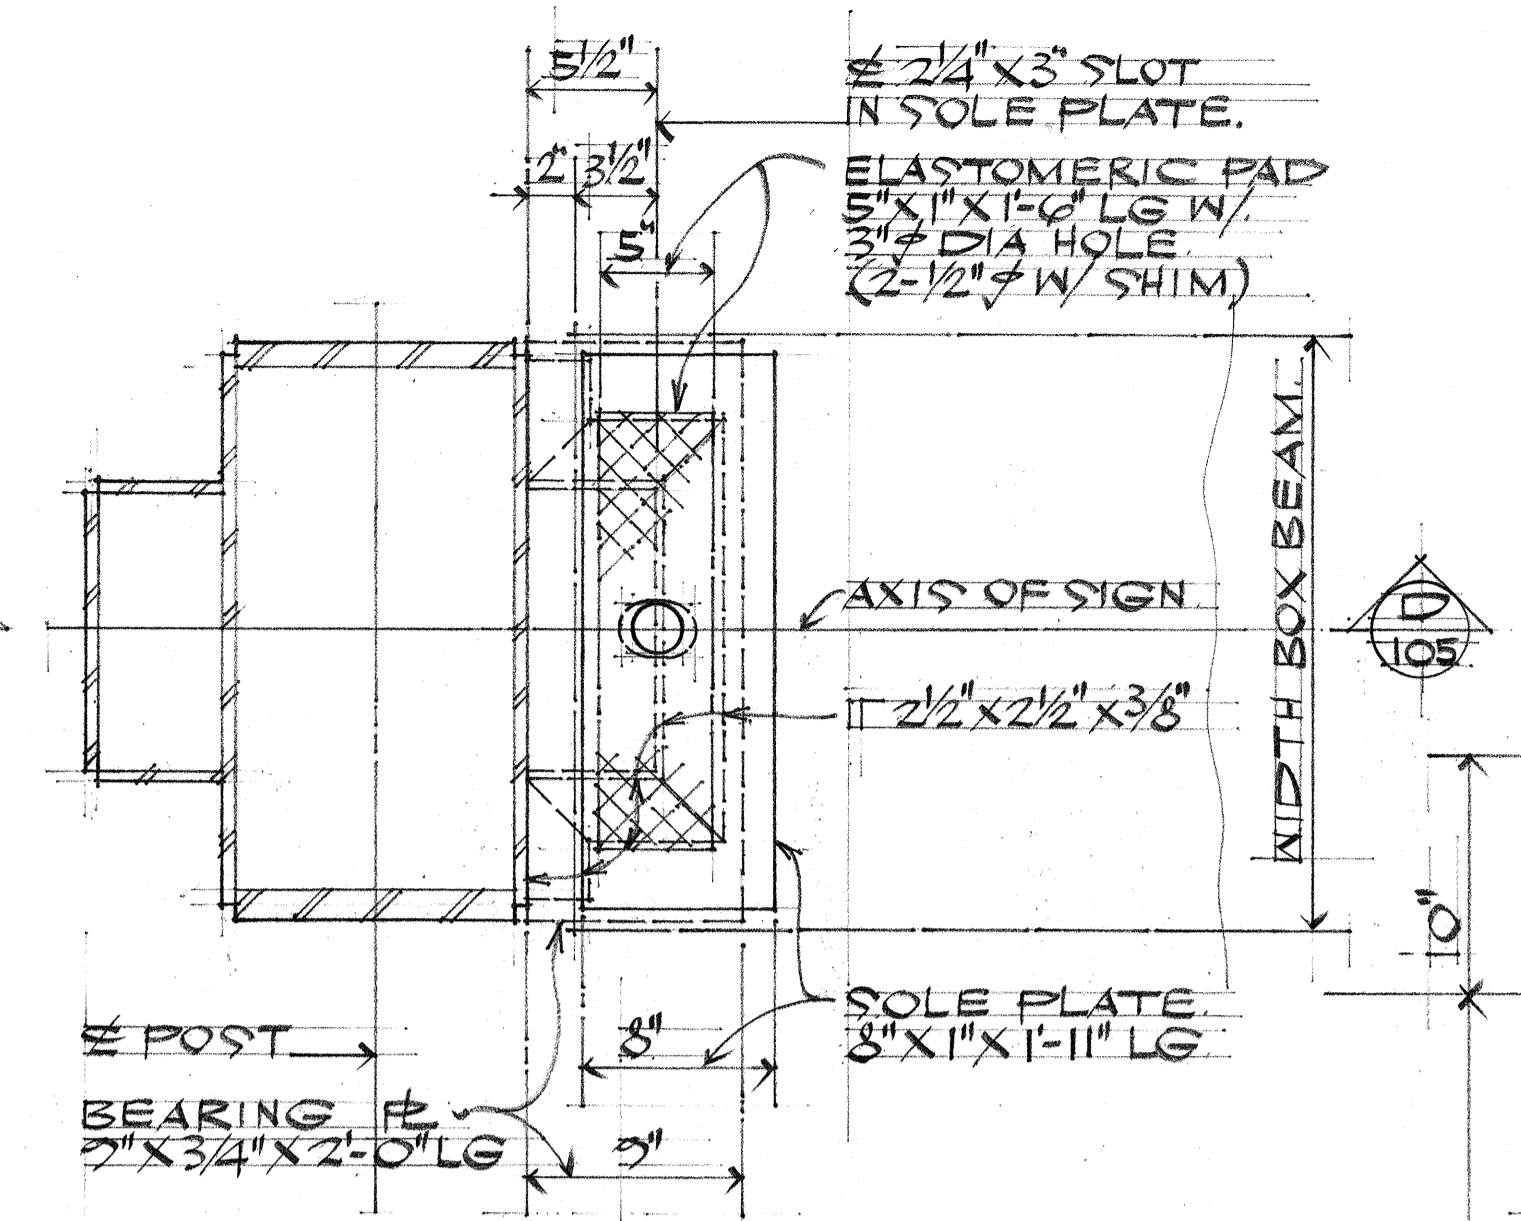 5½"
2" 3½"
5"
℄ 2¼" X 3" SLOT
IN SOLE PLATE.
ELASTOMERIC PAD
5" X 1" X 1'-6" LG W/.
3" ϕ DIA HOLE.
(2-½" ϕ W/ SHIM)
WIDTH BOX BEAM.
AXIS OF SIGN
D
105
2½" X 2½" X 3/8"
SOLE PLATE.
8" X 1" X 1'-11" LG
8"
℄ POST
BEARING ℄
9" X 3/4" X 2'-0" LG
9"